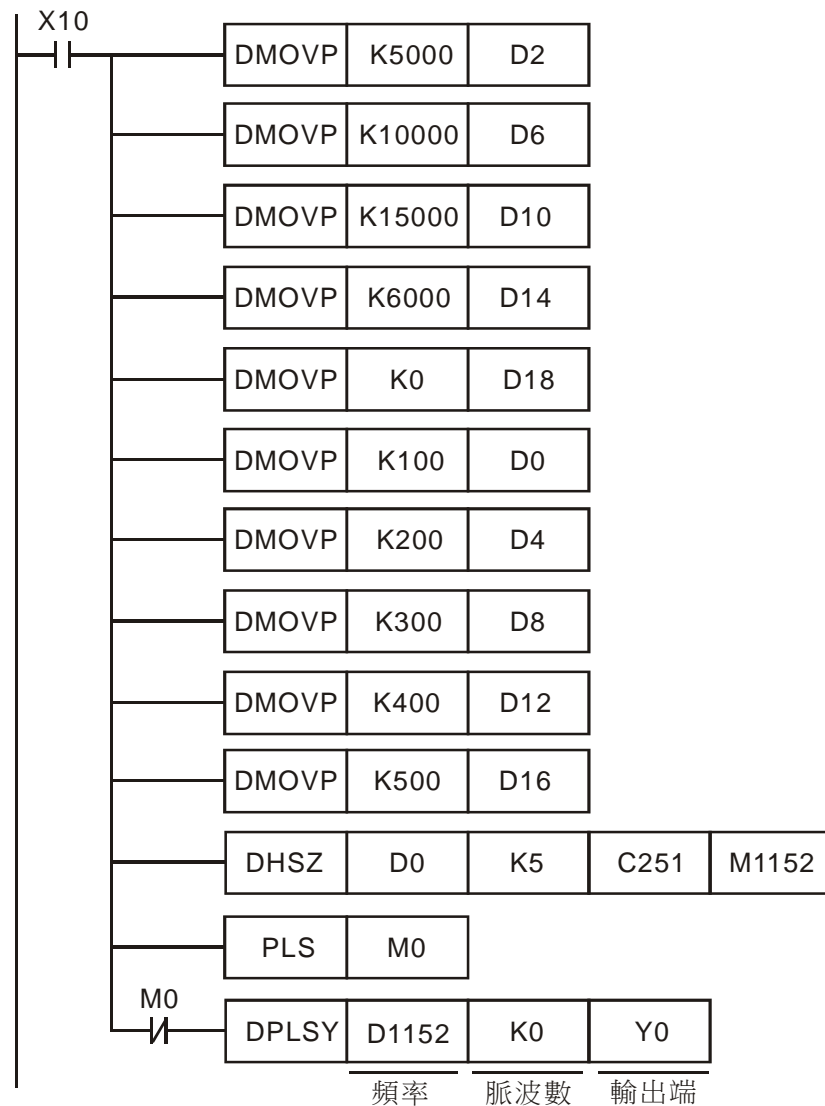 X10
DMOVP K5000 D2
DMOVP K10000 D6
DMOVP K15000 D10
DMOVP K6000 D14
DMOVP K0 D18
DMOVP K100 D0
DMOVP K200 D4
DMOVP K300 D8
DMOVP K400 D12
DMOVP K500 D16
DHSZ D0 K5 C251 M1152
PLS M0
M0
DPLSY D1152 K0 Y0
頻率 脈波數 輸出端